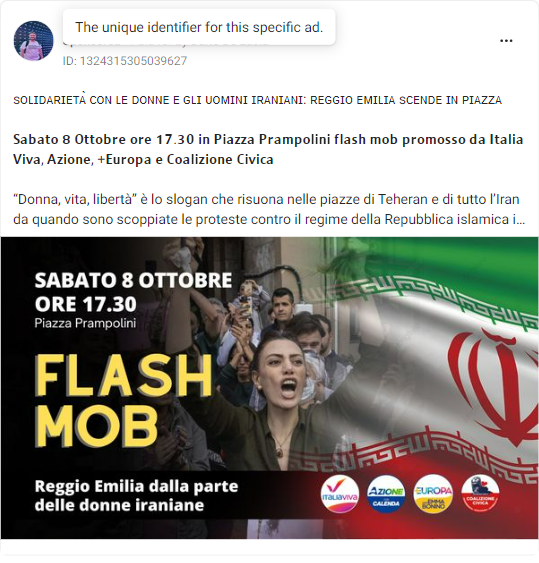 The unique identifier for this specific ad.
ID: 1324315305039627
SOLIDARIETÀ CON LE DONNE E GLI UOMINI IRANIANI: REGGIO EMILIA SCENDE IN PIAZZA
Sabato 8 Ottobre ore 17.30 in Piazza Prampolini flash mob promosso da Italia
Viva, Azione, +Europa e Coalizione Civica
“Donna, vita, libertà” è lo slogan che risuona nelle piazze di Teheran e di tutto l’Iran
da quando sono scoppiate le proteste contro il regime della Repubblica islamica i...
SABATO 8 OTTOBRE
ORE 17.30
Piazza Prampolini
FLASH
MOB
Reggio Emilia dalla parte
delle donne iraniane
italiaviva
AZIONE
CALENDA
EUROPA
EMMA
BONINO
COALIZIONE
CIVICA